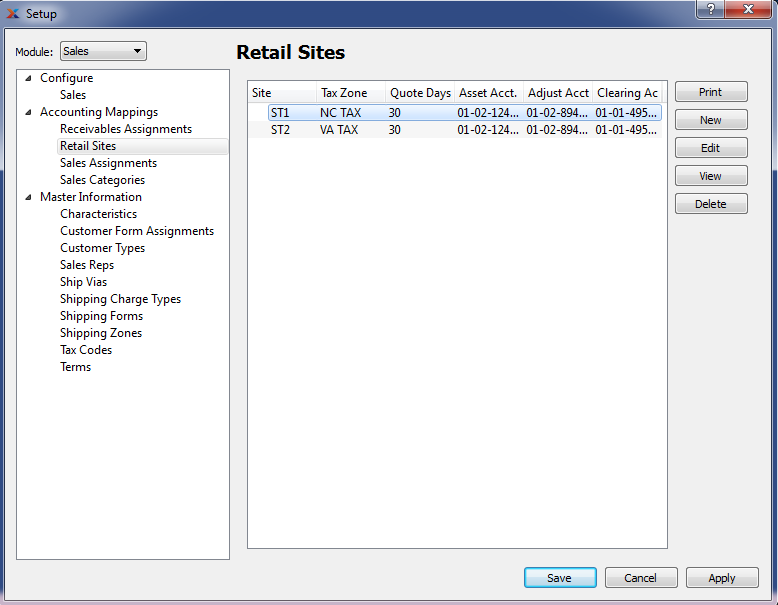 Setup
?
Module: Sales
Retail Sites
Configure
Sales
Accounting Mappings
Receivables Assignments
Retail Sites
Sales Assignments
Sales Categories
Master Information
Characteristics
Customer Form Assignments
Customer Types
Sales Reps
Ship Vias
Shipping Charge Types
Shipping Forms
Shipping Zones
Tax Codes
Terms
Site Tax Zone Quote Days Asset Acct. Adjust Acct Clearing Ac
ST1 NC TAX 30 01-02-124... 01-02-894... 01-01-495...
ST2 VA TAX 30 01-02-124... 01-02-894... 01-01-495...
Print
New
Edit
View
Delete
Save Cancel Apply